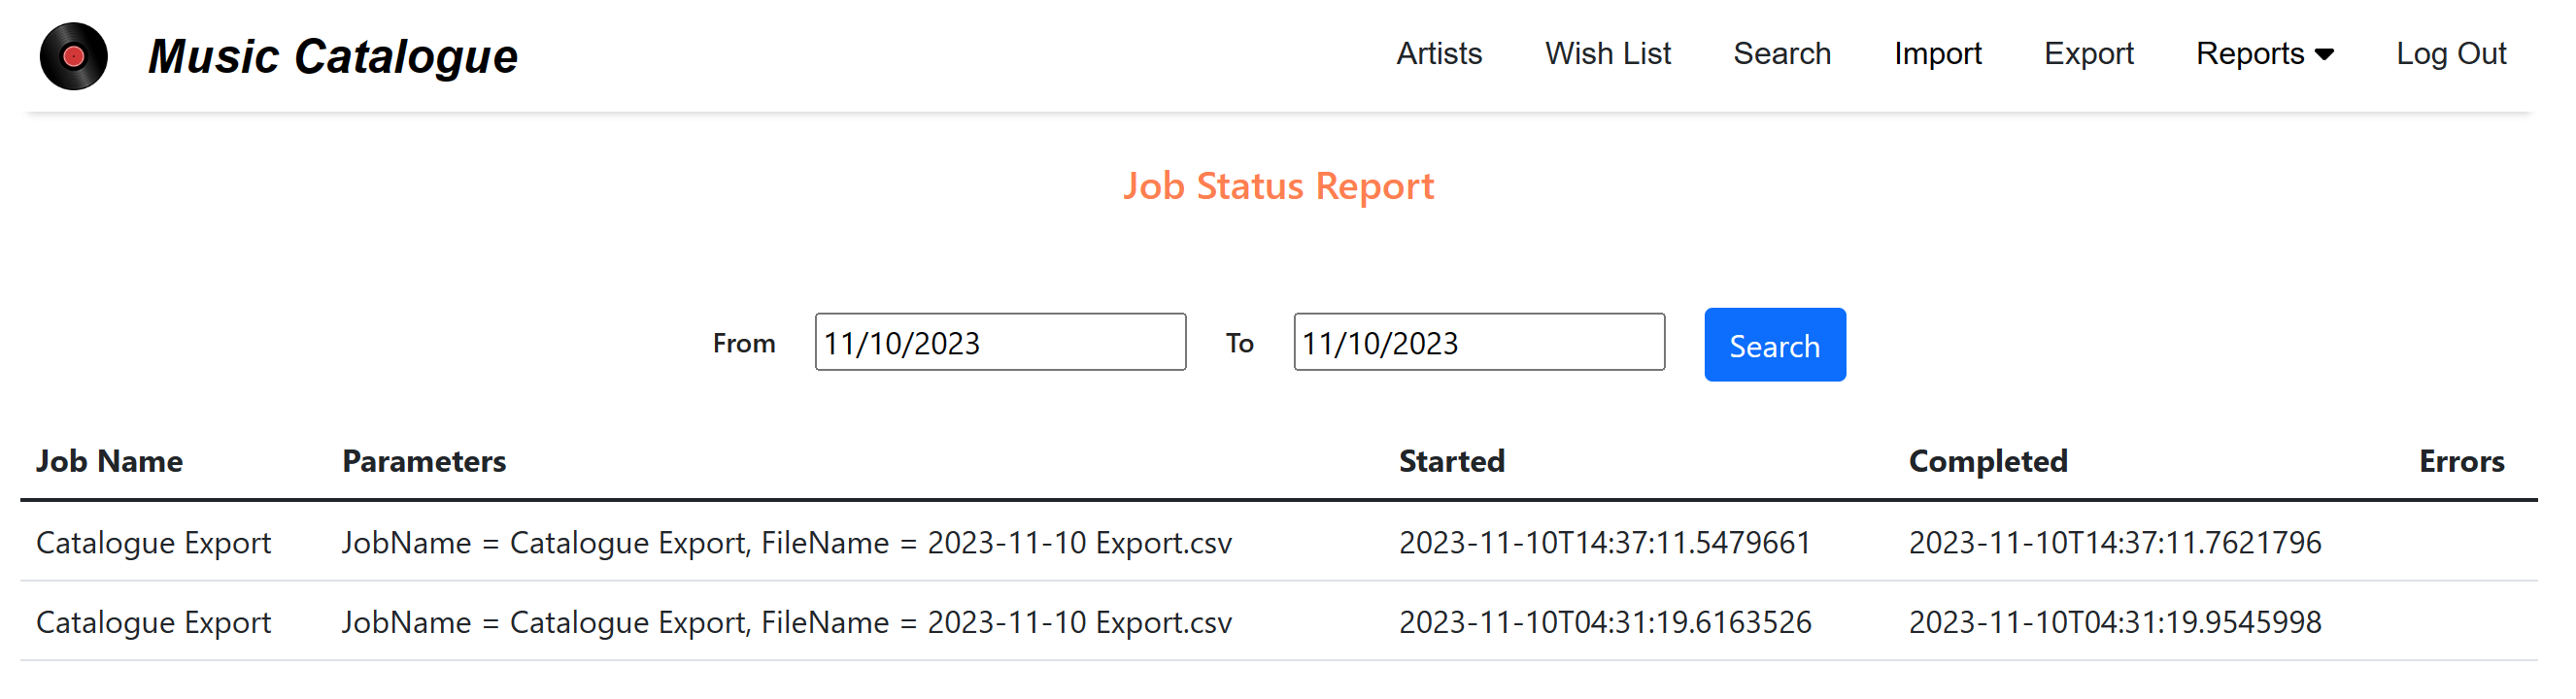 Music Catalogue Artists Wish List Search Import Export Reports Log Out
Job Status Report
From 11/10/2023 To 11/10/2023 Search
Job Name Parameters Started Completed Errors
Catalogue Export JobName = Catalogue Export, FileName = 2023-11-10 Export.csv 2023-11-10T14:37:11.5479661 2023-11-10T14:37:11.7621796
Catalogue Export JobName = Catalogue Export, FileName = 2023-11-10 Export.csv 2023-11-10T04:31:19.6163526 2023-11-10T04:31:19.9545998